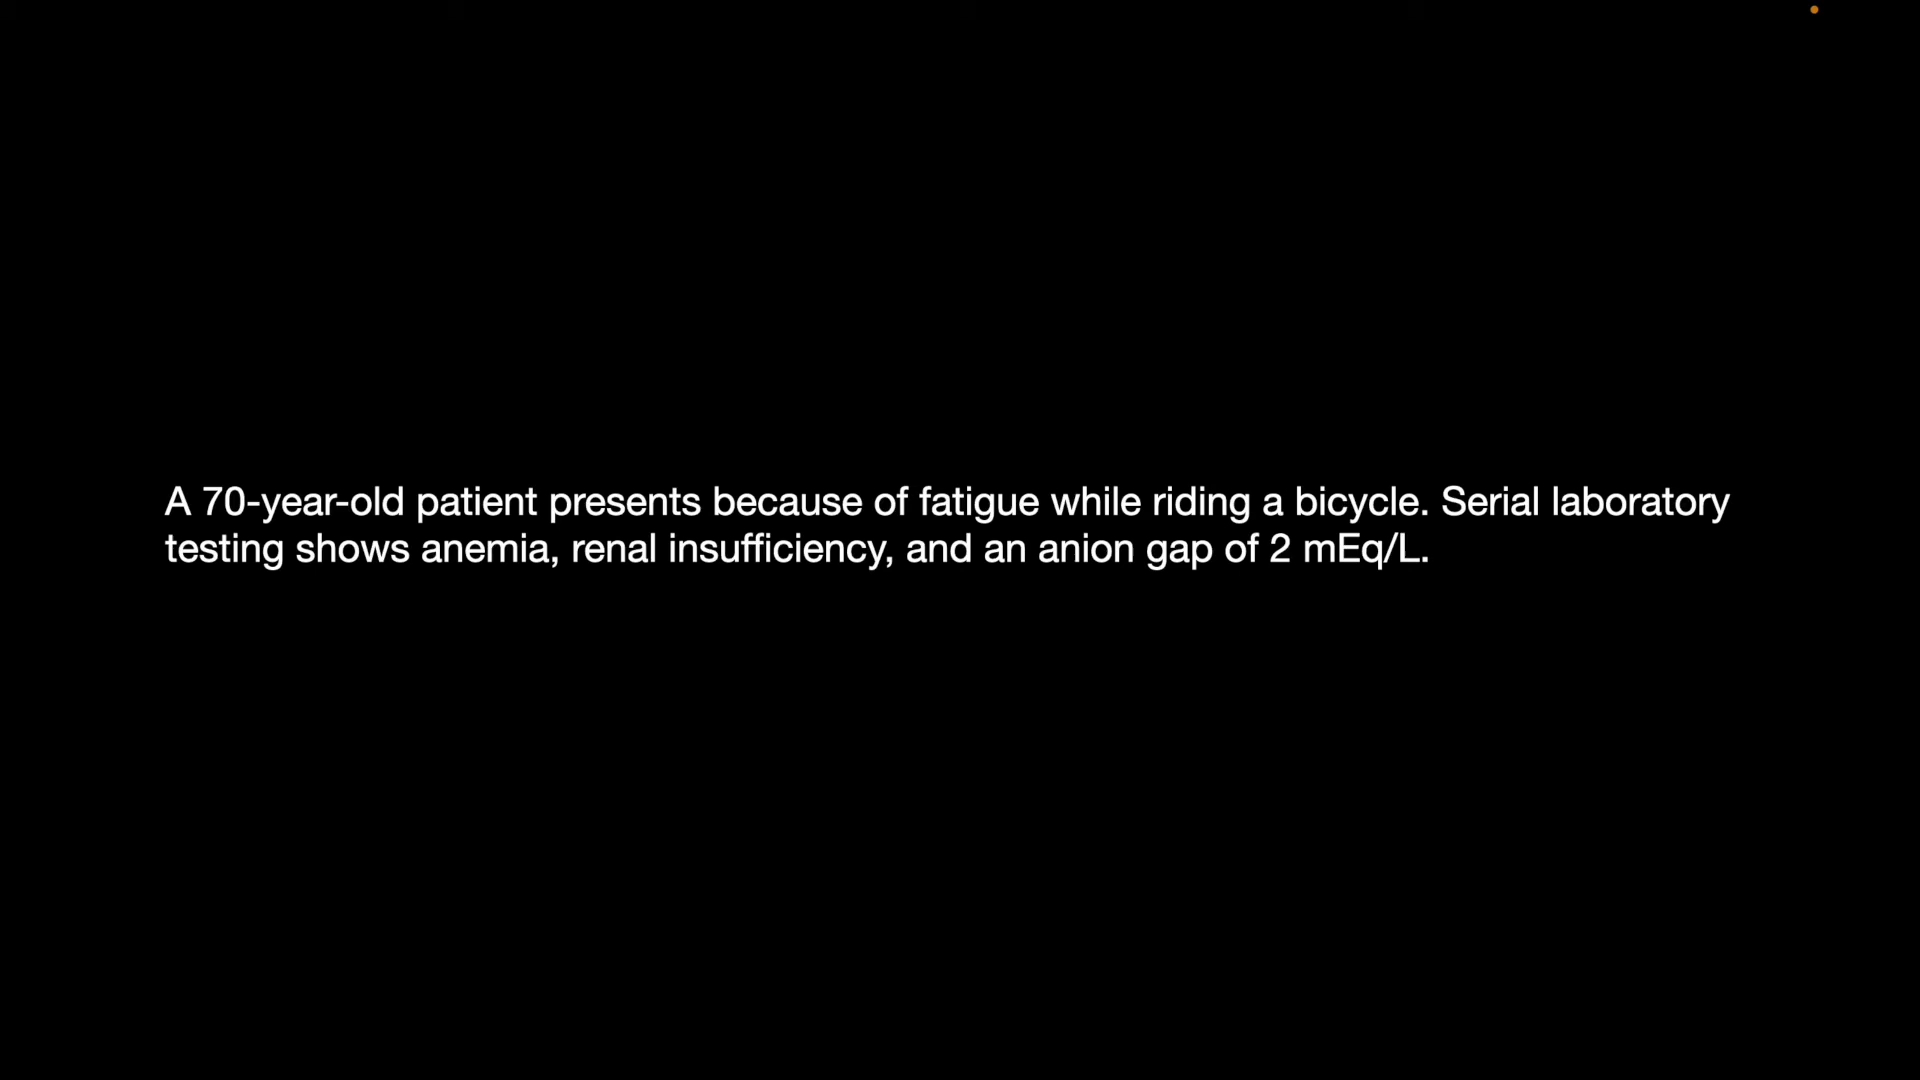 A 70-year-old patient presents because of fatigue while riding a bicycle. Serial laboratory
testing shows anemia, renal insufficiency, and an anion gap of 2 mEq/L.